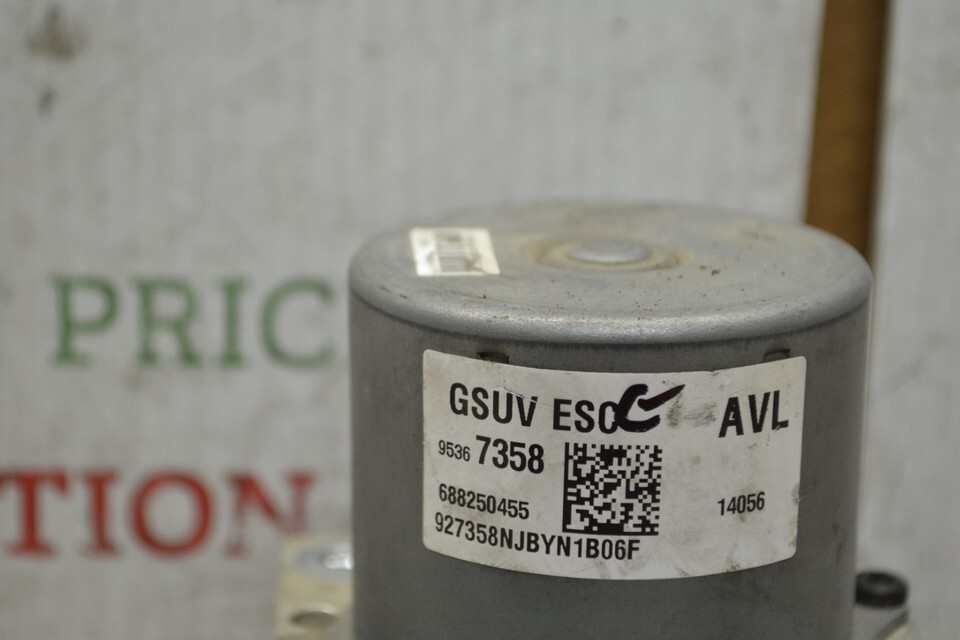 PRIC
TION
GSUV ESC
AVL
9536 7358
688250455
14056
927358NJBYN1B06F